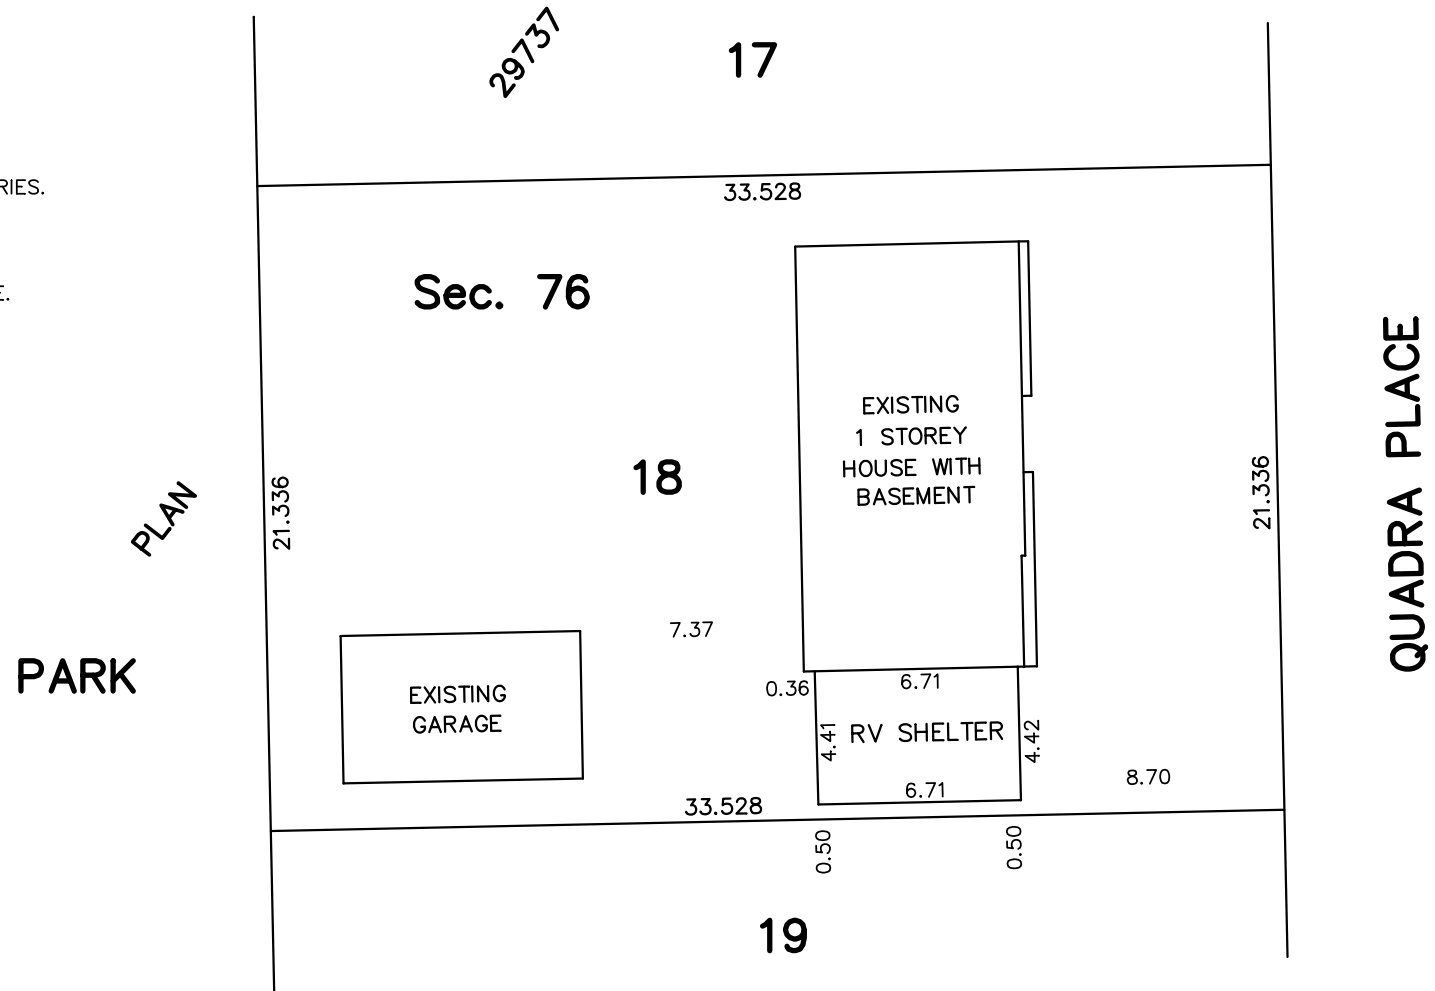 29737
17
RIES.
33.528
Sec. 76
E.
EXISTING
1 STOREY
HOUSE WITH
BASEMENT
QUADRA PLACE
18
21.336
21.336
PLAN
7.37
PARK
EXISTING
GARAGE
0.36
6.71
4.41
RV SHELTER
4.42
6.71
8.70
33.528
0.50
0.50
19